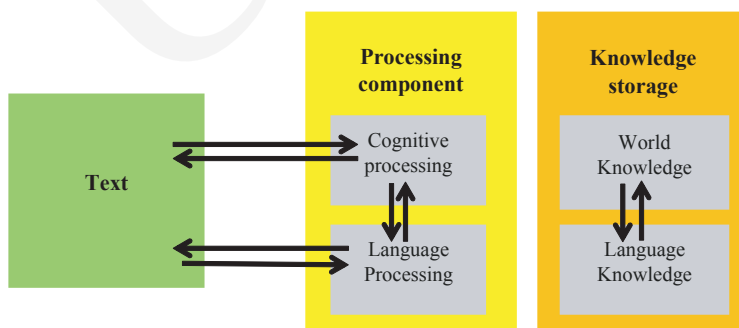 Text
Processing
component
Cognitive
processing
Language
Processing
Knowledge
storage
World
Knowledge
Language
Knowledge